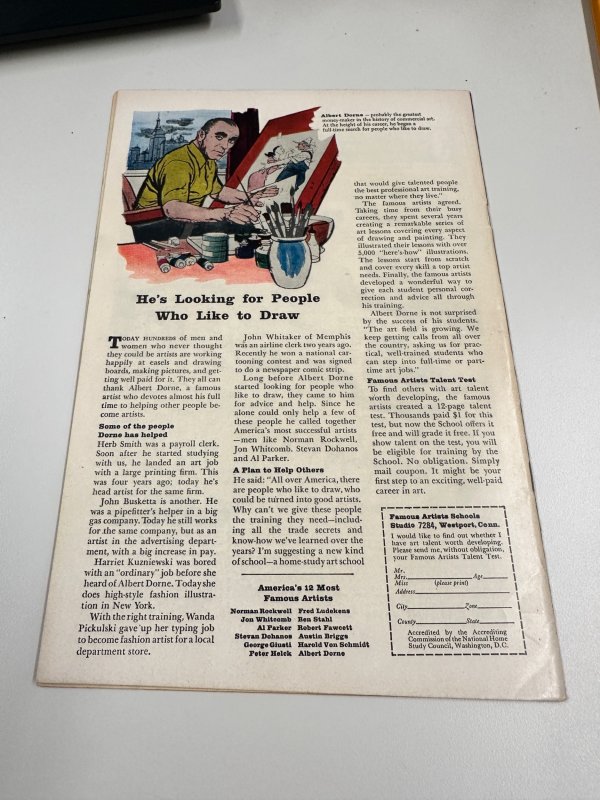 Albert Dorne — probably the greatest
money-maker in the history of commercial art.
At the height of his career, he began a
full-time search for people who like to draw.
He's Looking for People
Who Like to Draw
TODAY HUNDREDS of men and
women who never thought
they could be artists are working
happily at easels and drawing
boards, making pictures, and get-
ting well paid for it. They all can
thank Albert Dorne, a famous
artist who devotes almost his full
time to helping other people be-
come artists.
Some of the people
Dorne has helped
Herb Smith was a payroll clerk.
Soon after he started studying
with us, he landed an art job
with a large printing firm. This
was four years ago; today he's
head artist for the same firm.
John Busketta is another. He
was a pipefitter's helper in a big
gas company. Today he still works
for the same company, but as an
artist in the advertising depart-
ment, with a big increase in pay.
Harriet Kuzniewski was bored
with an "ordinary" job before she
heard of Albert Dorne. Today she
does high-style fashion illustra-
tion in New York.
With the right training, Wanda
Pickulski gave up her typing job
to become fashion artist for a local
department store.
John Whitaker of Memphis
was an airline clerk two years ago.
Recently he won a national car-
tooning contest and was signed
to do a newspaper comic strip.
Long before Albert Dorne
started looking for people who
like to draw, they came to him
for advice and help. Since he
alone could only help a few of
these people he called together
America's most successful artists
—men like Norman Rockwell,
Jon Whitcomb, Stevan Dohanos
and Al Parker.
A Plan to Help Others
He said: "All over America, there
are people who like to draw, who
could be turned into good artists.
Why can't we give these people
the training they need—includ-
ing all the trade secrets and
know-how we've learned over the
years? I'm suggesting a new kind
of school—a home-study art school
America's 12 Most
Famous Artists
Norman Rockwell Fred Ludekens
Jon Whitcomb Ben Stahl
Al Parker Robert Fawcett
Stevan Dohanos Austin Briggs
George Giusti Harold Von Schmidt
Peter Helck Albert Dorne
that would give talented people
the best professional art training,
no matter where they live."
The famous artists agreed.
Taking time from their busy
careers, they spent several years
creating a remarkable series of
art lessons covering every aspect
of drawing and painting. They
illustrated their lessons with over
5,000 "here's-how" illustrations.
The lessons start from scratch
and cover every skill a top artist
needs. Finally, the famous artists
developed a wonderful way to
give each student personal cor-
rection and advice all through
his training.
Albert Dorne is not surprised
by the success of his students.
"The art field is growing. We
keep getting calls from all over
the country, asking us for prac-
tical, well-trained students who
can step into full-time or part-
time art jobs."
Famous Artists Talent Test
To find others with art talent
worth developing, the famous
artists created a 12-page talent
test. Thousands paid $1 for this
test, but now the School offers it
free and will grade it free. If you
show talent on the test, you will
be eligible for training by the
School. No obligation. Simply
mail coupon. It might be your
first step to an exciting, well-paid
career in art.
Famous Artists Schools
Studio 7284, Westport, Conn.
I would like to find out whether I
have art talent worth developing.
Please send me, without obligation,
your Famous Artists Talent Test.
Mr.
Mrs. Age
Miss (please print)
Address
City Zone
County State
Accredited by the Accrediting
Commission of the National Home
Study Council, Washington, D.C.